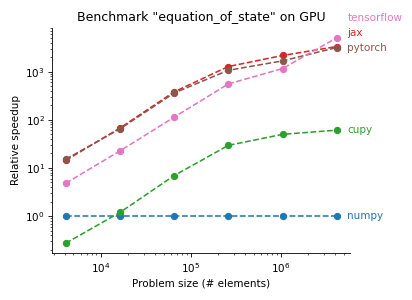 Benchmark "equation_of_state" on GPU
tensorflow
jax
pytorch
cupy
numpy
Relative speedup
10³
10²
10¹
10⁰
10⁴
10⁵
10⁶
Problem size (# elements)